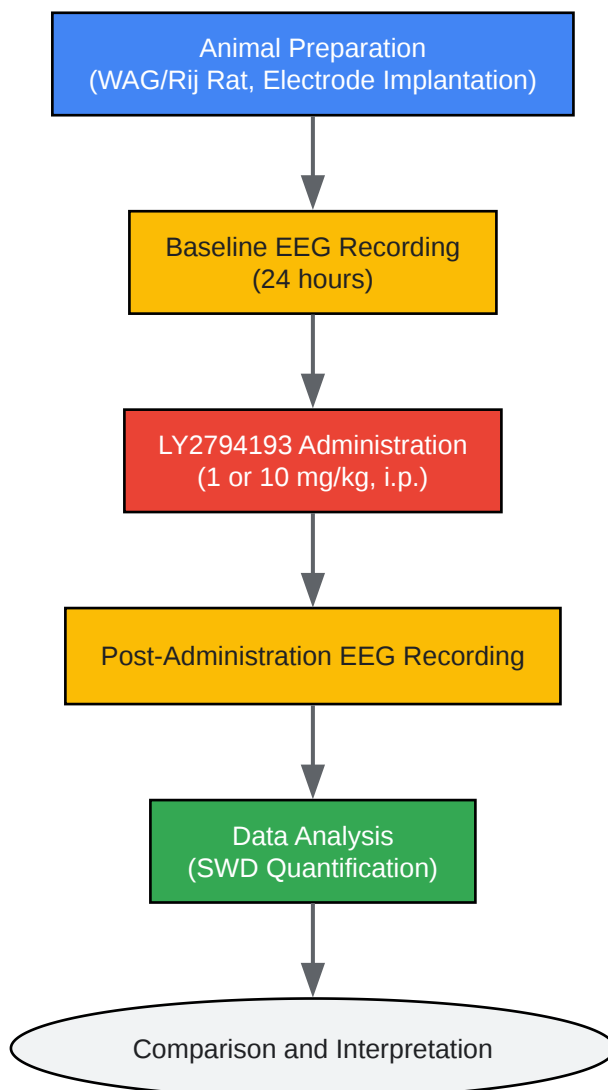 Animal Preparation
(WAG/Rij Rat, Electrode Implantation)
Baseline EEG Recording
(24 hours)
LY2794193 Administration
(1 or 10 mg/kg, i.p.)
Post-Administration EEG Recording
Data Analysis
(SWD Quantification)
Comparison and Interpretation